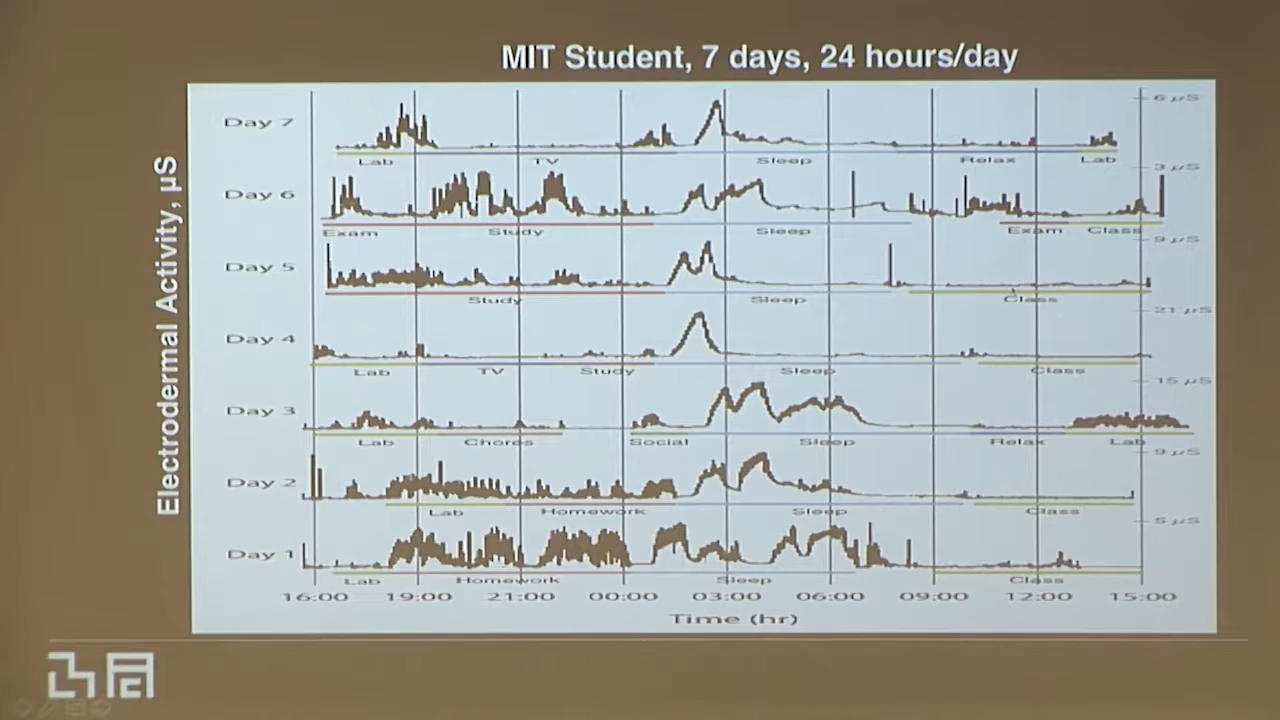 MIT Student, 7 days, 24 hours/day
Electrodermal Activity, µS
6 µS
Day 7
Lab TV Sleep Relax Lab
3 µS
Day 6
Exam Study Sleep Exam Class
9 µS
Day 5
Study Sleep Class
21 µS
Day 4
Lab TV Study Sleep Class
15 µS
Day 3
Lab Chores Social Sleep Relax Lab
9 µS
Day 2
Lab Homework Sleep Class
5 µS
Day 1
Lab Homework Sleep Class
16:00 19:00 21:00 00:00 03:00 06:00 09:00 12:00 15:00
Time (hr)